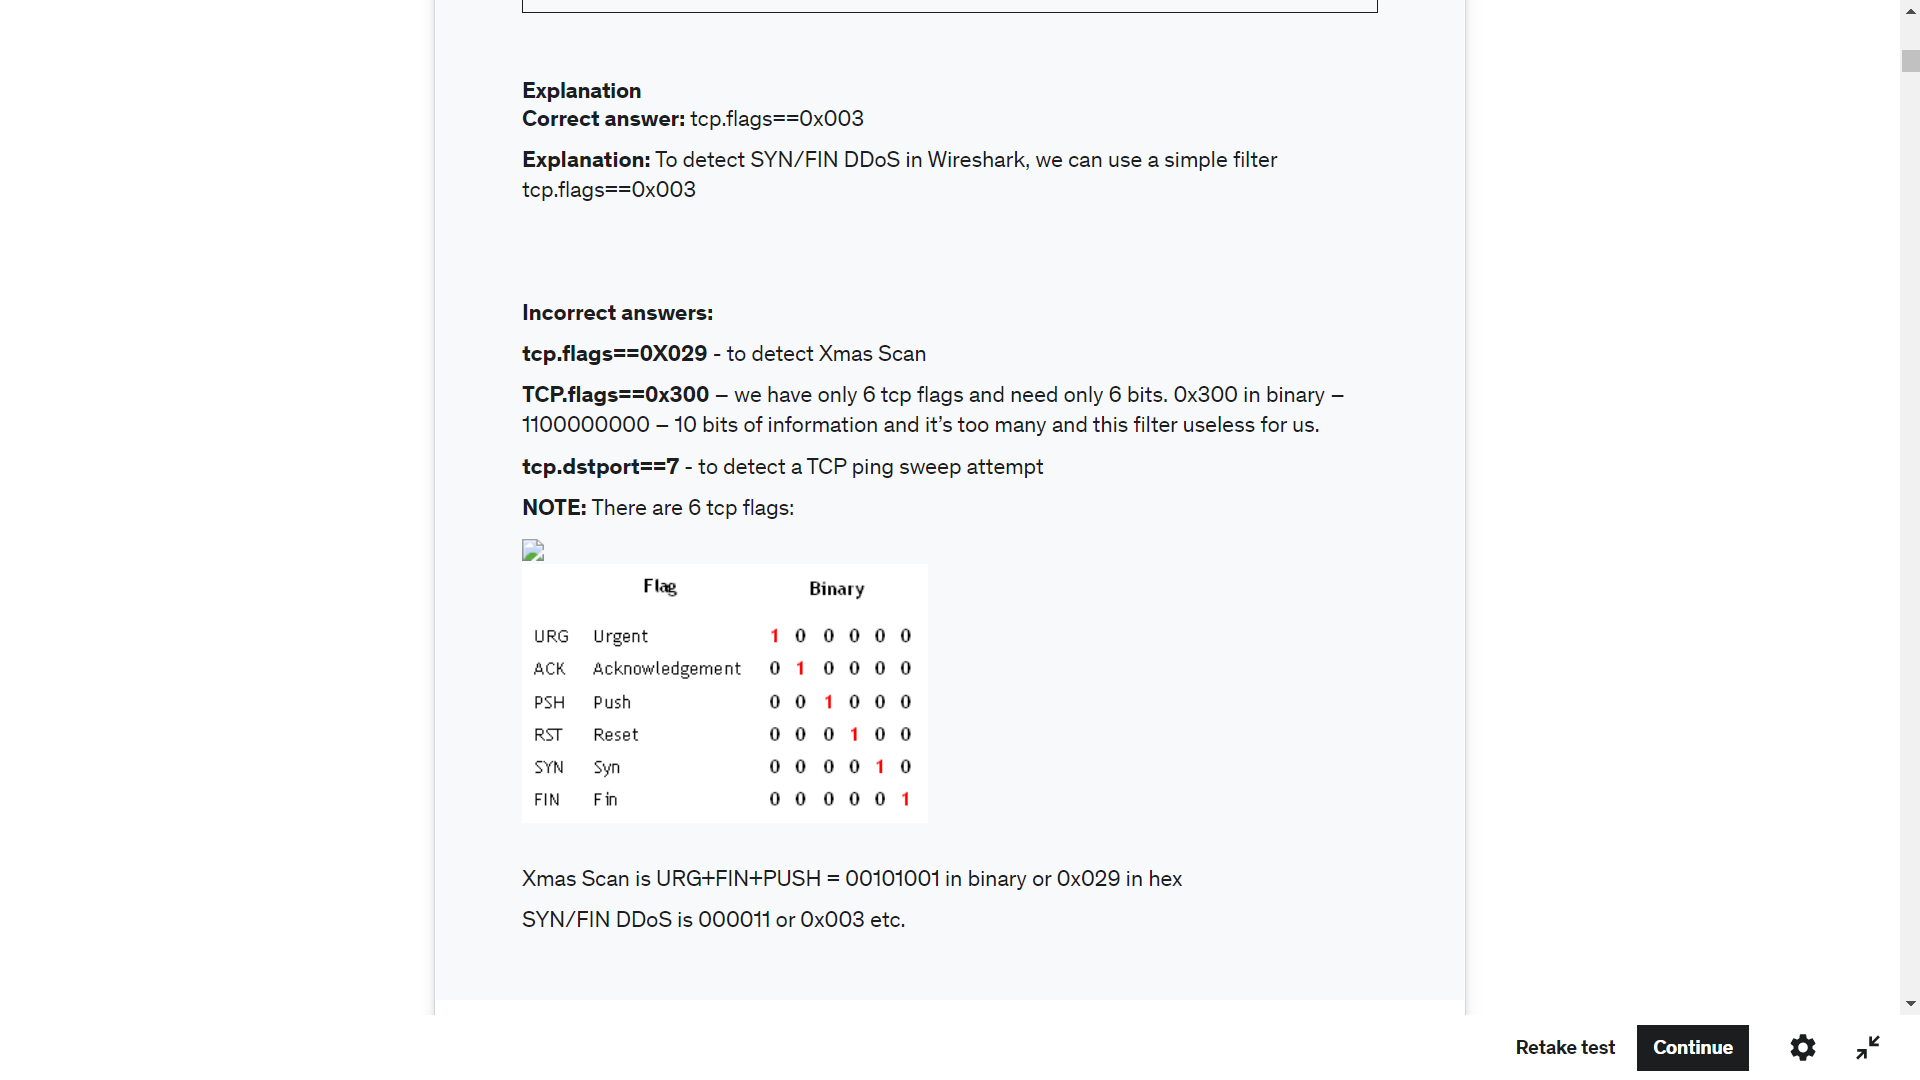 Explanation
Correct answer: tcp.flags==0x003
Explanation: To detect SYN/FIN DDoS in Wireshark, we can use a simple filter
tcp.flags==0x003
Incorrect answers:
tcp.flags==0X029 - to detect Xmas Scan
TCP.flags==0x300 – we have only 6 tcp flags and need only 6 bits. 0x300 in binary –
1100000000 – 10 bits of information and it’s too many and this filter useless for us.
tcp.dstport==7 - to detect a TCP ping sweep attempt
NOTE: There are 6 tcp flags:
Flag Binary
URG Urgent 1 0 0 0 0 0
ACK Acknowledgement 0 1 0 0 0 0
PSH Push 0 0 1 0 0 0
RST Reset 0 0 0 1 0 0
SYN Syn 0 0 0 0 1 0
FIN Fin 0 0 0 0 0 1
Xmas Scan is URG+FIN+PUSH = 00101001 in binary or 0x029 in hex
SYN/FIN DDoS is 000011 or 0x003 etc.
Retake test Continue